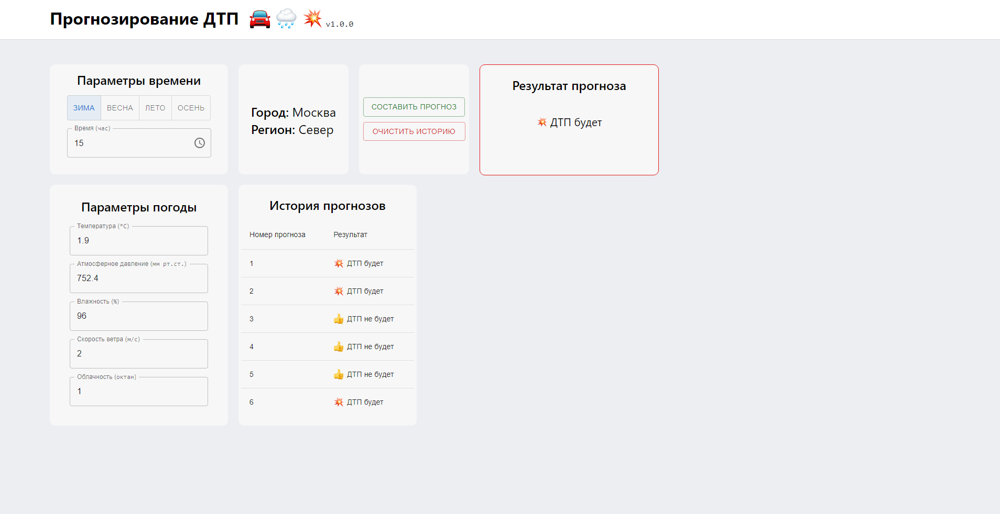 Прогнозирование ДТП v1.0.0
Параметры времени
ЗИМА ВЕСНА ЛЕТО ОСЕНЬ
Время (час)
15
Город: Москва
Регион: Север
СОСТАВИТЬ ПРОГНОЗ
ОЧИСТИТЬ ИСТОРИЮ
Результат прогноза
💥 ДТП будет
Параметры погоды
Температура (°C)
1.9
Атмосферное давление (мм рт.ст.)
752.4
Влажность (%)
96
Скорость ветра (м/с)
2
Облачность (октан)
1
История прогнозов
Номер прогноза Результат
1 💥 ДТП будет
2 💥 ДТП будет
3 👍 ДТП не будет
4 👍 ДТП не будет
5 👍 ДТП не будет
6 💥 ДТП будет